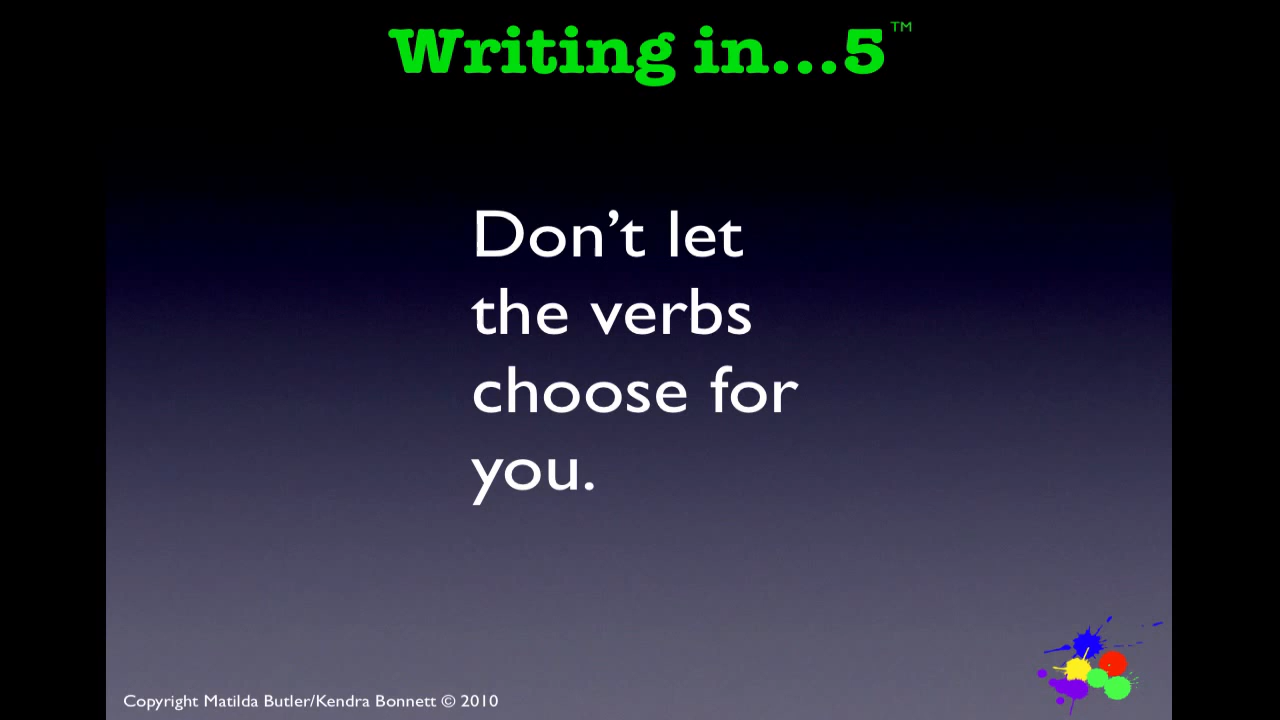 Writing in...5™
Don’t let
the verbs
choose for
you.
Copyright Matilda Butler/Kendra Bonnett © 2010